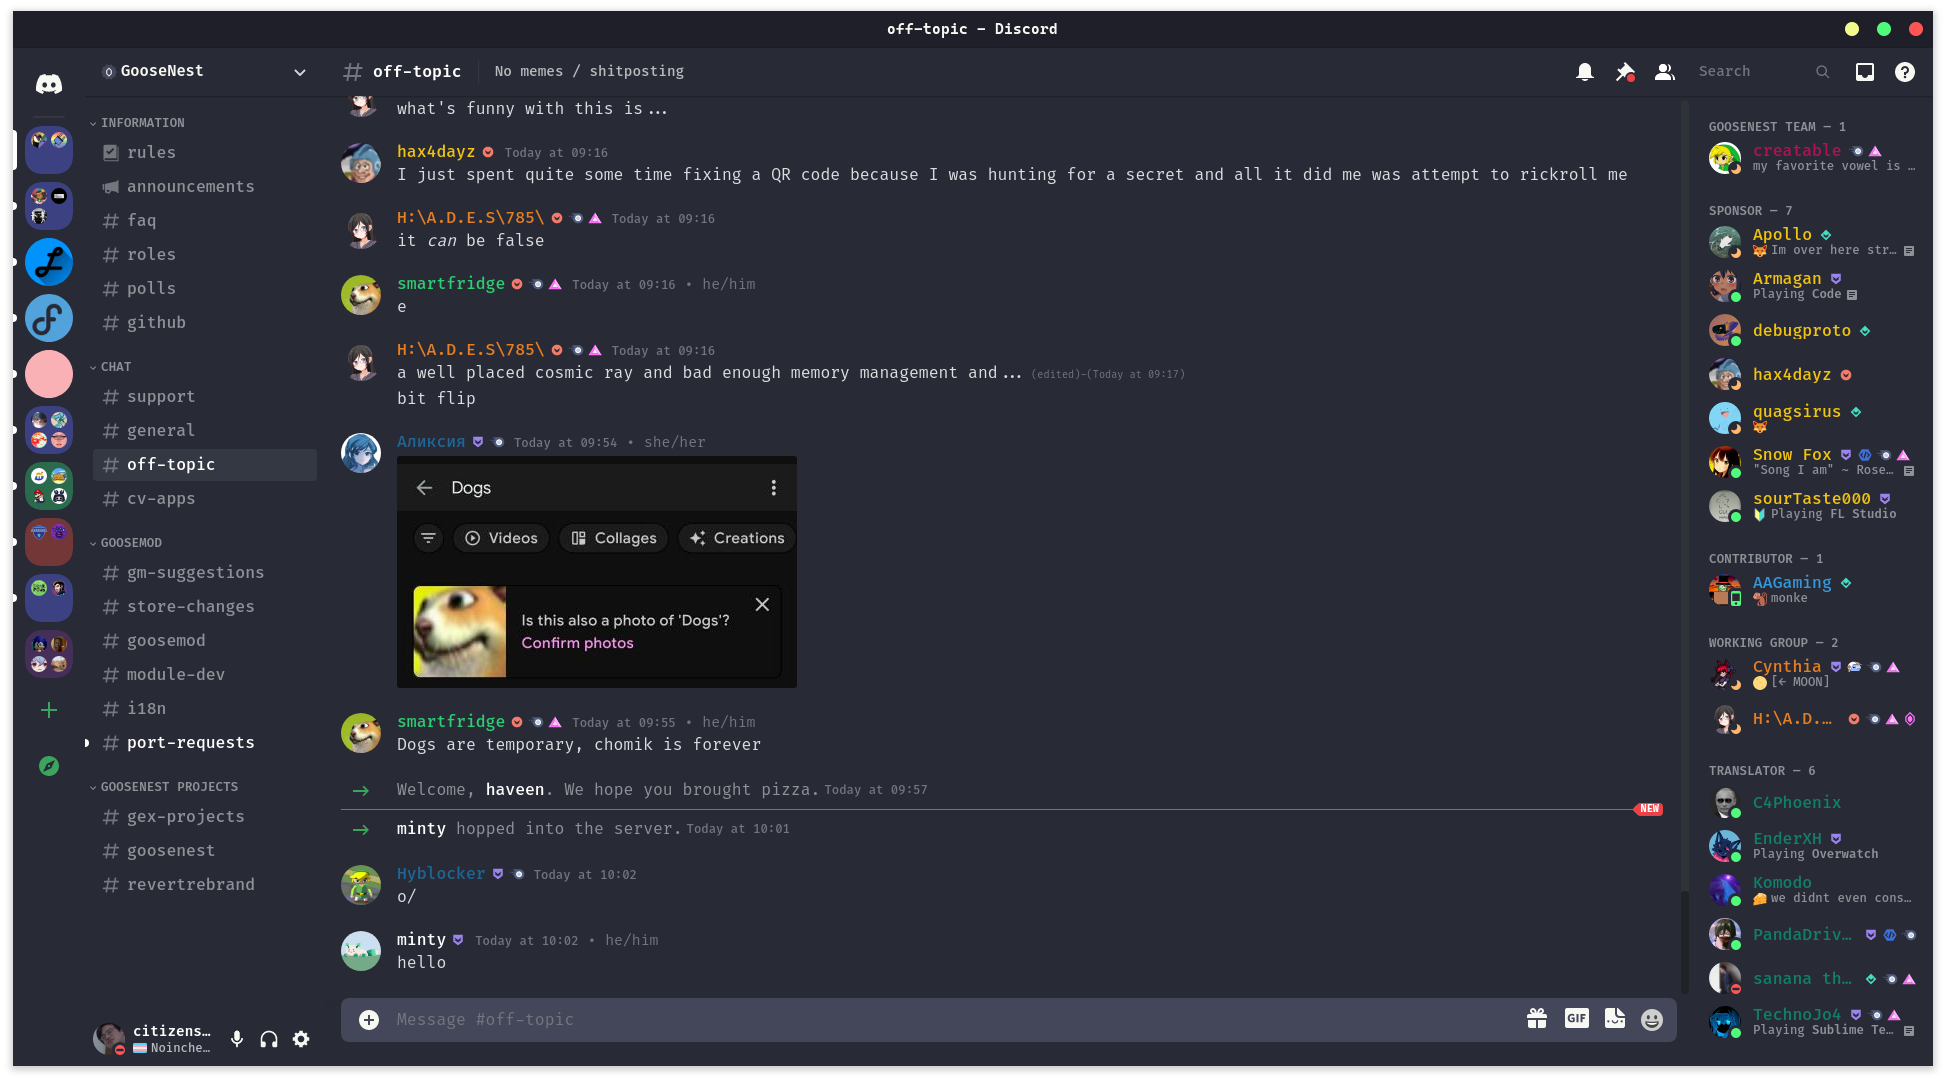 off-topic - Discord
GooseNest
INFORMATION
rules
announcements
faq
roles
polls
github
CHAT
support
general
off-topic
cv-apps
GOOSEMOD
gm-suggestions
store-changes
goosemod
module-dev
i18n
port-requests
GOOSENEST PROJECTS
gex-projects
goosenest
revertrebrand
citizens…
Noinche…
off-topic
No memes / shitposting
Search
what's funny with this is...
hax4dayz Today at 09:16
I just spent quite some time fixing a QR code because I was hunting for a secret and all it did me was attempt to rickroll me
H:\A.D.E.S\785\ Today at 09:16
it can be false
smartfridge Today at 09:16 • he/him
e
H:\A.D.E.S\785\ Today at 09:16
a well placed cosmic ray and bad enough memory management and... (edited)-(Today at 09:17)
bit flip
Аликсия Today at 09:54 • she/her
Dogs
Videos
Collages
Creations
Is this also a photo of 'Dogs'?
Confirm photos
smartfridge Today at 09:55 • he/him
Dogs are temporary, chomik is forever
Welcome, haveen. We hope you brought pizza. Today at 09:57
NEW
minty hopped into the server. Today at 10:01
Hyblocker Today at 10:02
o/
minty Today at 10:02 • he/him
hello
Message #off-topic
GIF
GOOSENEST TEAM — 1
creatable
my favorite vowel is …
SPONSOR — 7
Apollo
Im over here str…
Armagan
Playing Code
debugproto
hax4dayz
quagsirus
Snow Fox
"Song I am" ~ Rose…
sourTaste000
Playing FL Studio
CONTRIBUTOR — 1
AAGaming
monke
WORKING GROUP — 2
Cynthia
[← MOON]
H:\A.D.…
TRANSLATOR — 6
C4Phoenix
EnderXH
Playing Overwatch
Komodo
we didnt even cons…
PandaDriv…
sanana th…
TechnoJo4
Playing Sublime Te…